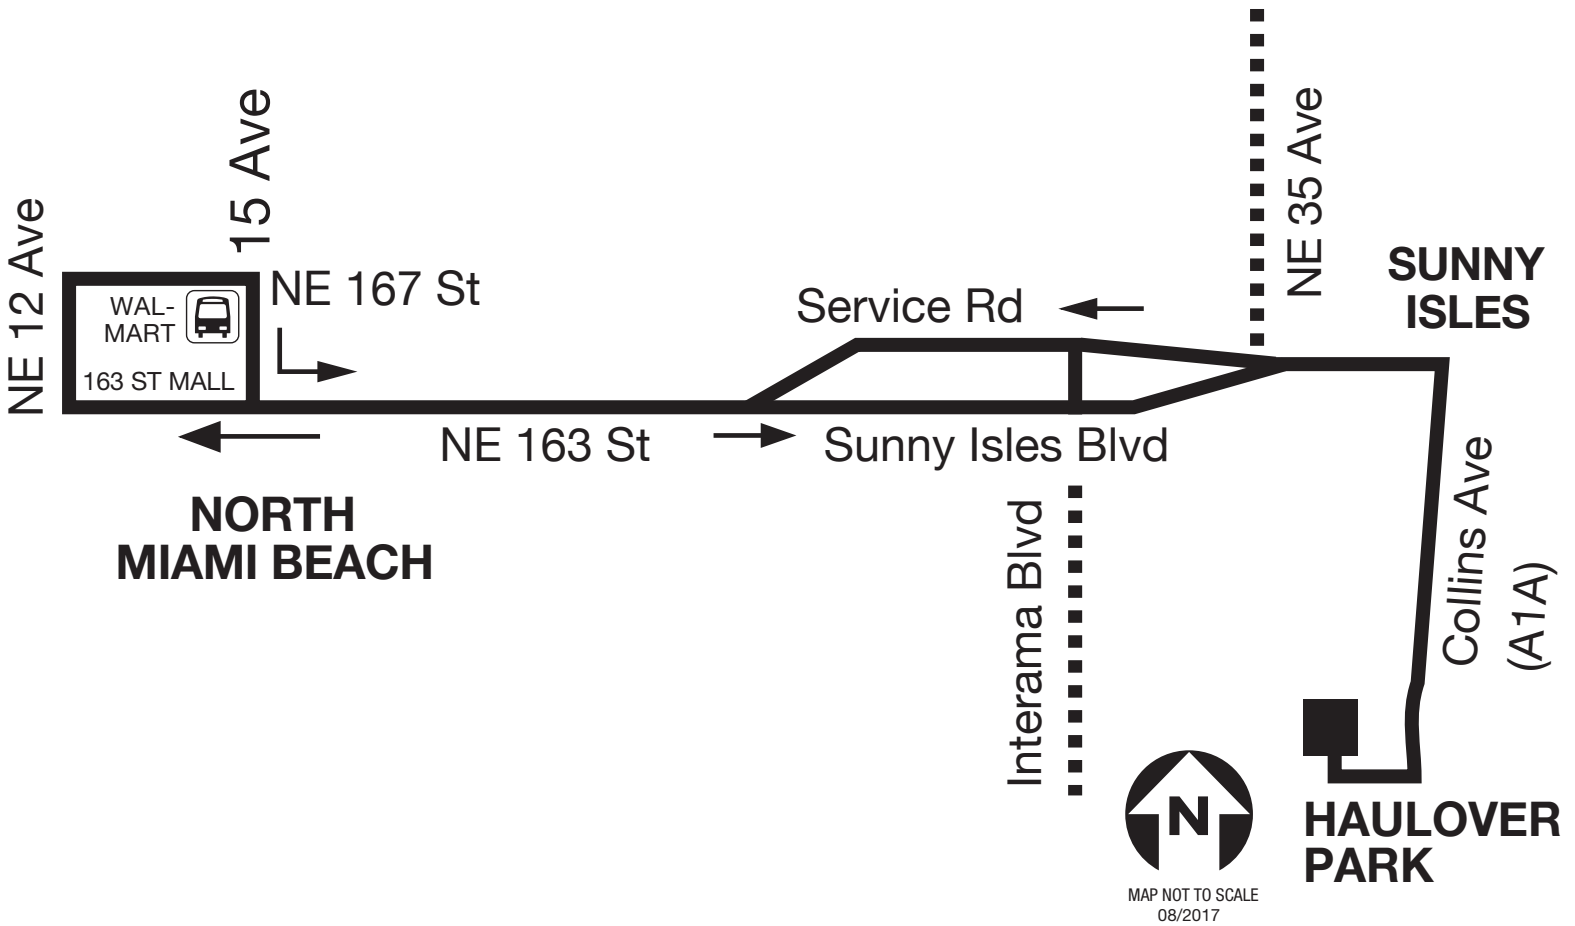 NE 12 Ave
15 Ave
NE 167 St
WAL-
MART
163 ST MALL
NE 163 St
NORTH
MIAMI BEACH
Service Rd
Sunny Isles Blvd
Interama Blvd
NE 35 Ave
SUNNY
ISLES
Collins Ave
(A1A)
HAULOVER
PARK
N
MAP NOT TO SCALE
08/2017